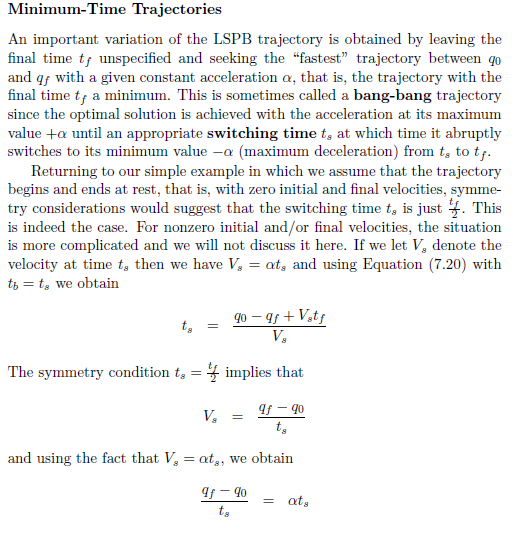 Minimum-Time Trajectories
An important variation of the LSPB trajectory is obtained by leaving the
final time t_f unspecified and seeking the “fastest” trajectory between q_0
and q_f with a given constant acceleration α, that is, the trajectory with the
final time t_f a minimum. This is sometimes called a bang-bang trajectory
since the optimal solution is achieved with the acceleration at its maximum
value +α until an appropriate switching time t_s at which time it abruptly
switches to its minimum value −α (maximum deceleration) from t_s to t_f.
Returning to our simple example in which we assume that the trajectory
begins and ends at rest, that is, with zero initial and final velocities, symme-
try considerations would suggest that the switching time t_s is just t_f/2. This
is indeed the case. For nonzero initial and/or final velocities, the situation
is more complicated and we will not discuss it here. If we let V_s denote the
velocity at time t_s then we have V_s = αt_s and using Equation (7.20) with
t_b = t_s we obtain
t_s = (q_0 − q_f + V_s t_f) / V_s
The symmetry condition t_s = t_f/2 implies that
V_s = (q_f − q_0) / t_s
and using the fact that V_s = αt_s, we obtain
(q_f − q_0) / t_s = αt_s